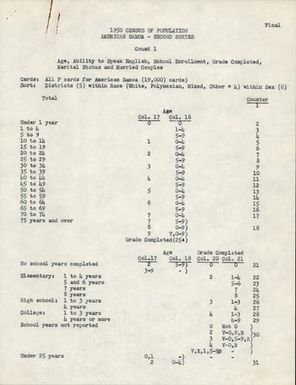 Final
1950 CENSUS OF POPULATION
AMERICAN SAMOA - SECOND SERIES
Count 1
Age, Ability to Speak English, School Enrollment, Grade Completed,
Marital Status and Married Couples
Cards: All P cards for American Samoa (19,000) cards)
Sort: Districts (5) within Race (White, Polynesian, Mixed, Other = 4) within Sex (8)
Total Counter
1
Age
Col. 17 Col. 18
Under 1 year 0 0 2
1 to 4 1-4 3
5 to 9 5-9 4
10 to 14 1 0-4 5
15 to 19 5-9 6
20 to 24 2 0-4 7
25 to 29 5-9 8
30 to 34 3 0-4 9
35 to 39 5-9 10
40 to 44 4 0-4 11
45 to 49 5-9 12
50 to 54 5 0-4 13
55 to 59 5-9 14
60 to 64 6 0-4 15
65 to 69 5-9 16
70 to 74 7 0-4 17
75 years and over 7 5-9)
8 0-9) 18
9 V,0-9)
Grade Completed(25+)
Age Grade Completed
Col.17 Col. 18 Col. 20 Col. 21
No school years completed 2 5-9) 0 0 21
3-9 -)
Elementary: 1 to 4 years 2 1-4 22
5 and 6 years 5-6 23
7 years 7 24
8 years 8 25
High school: 1 to 3 years 3 1-3 26
4 years 4 27
College: 1 to 3 years 4 1-3 28
4 years or more 4-9 29
School years not reported 0 Not 0 )
2 V-0,9 )30
3 V-0,5-9 )
4 V-0 )
V,X,1,5-9 )
Under 25 years 0,1 -)
2 0-4) 31